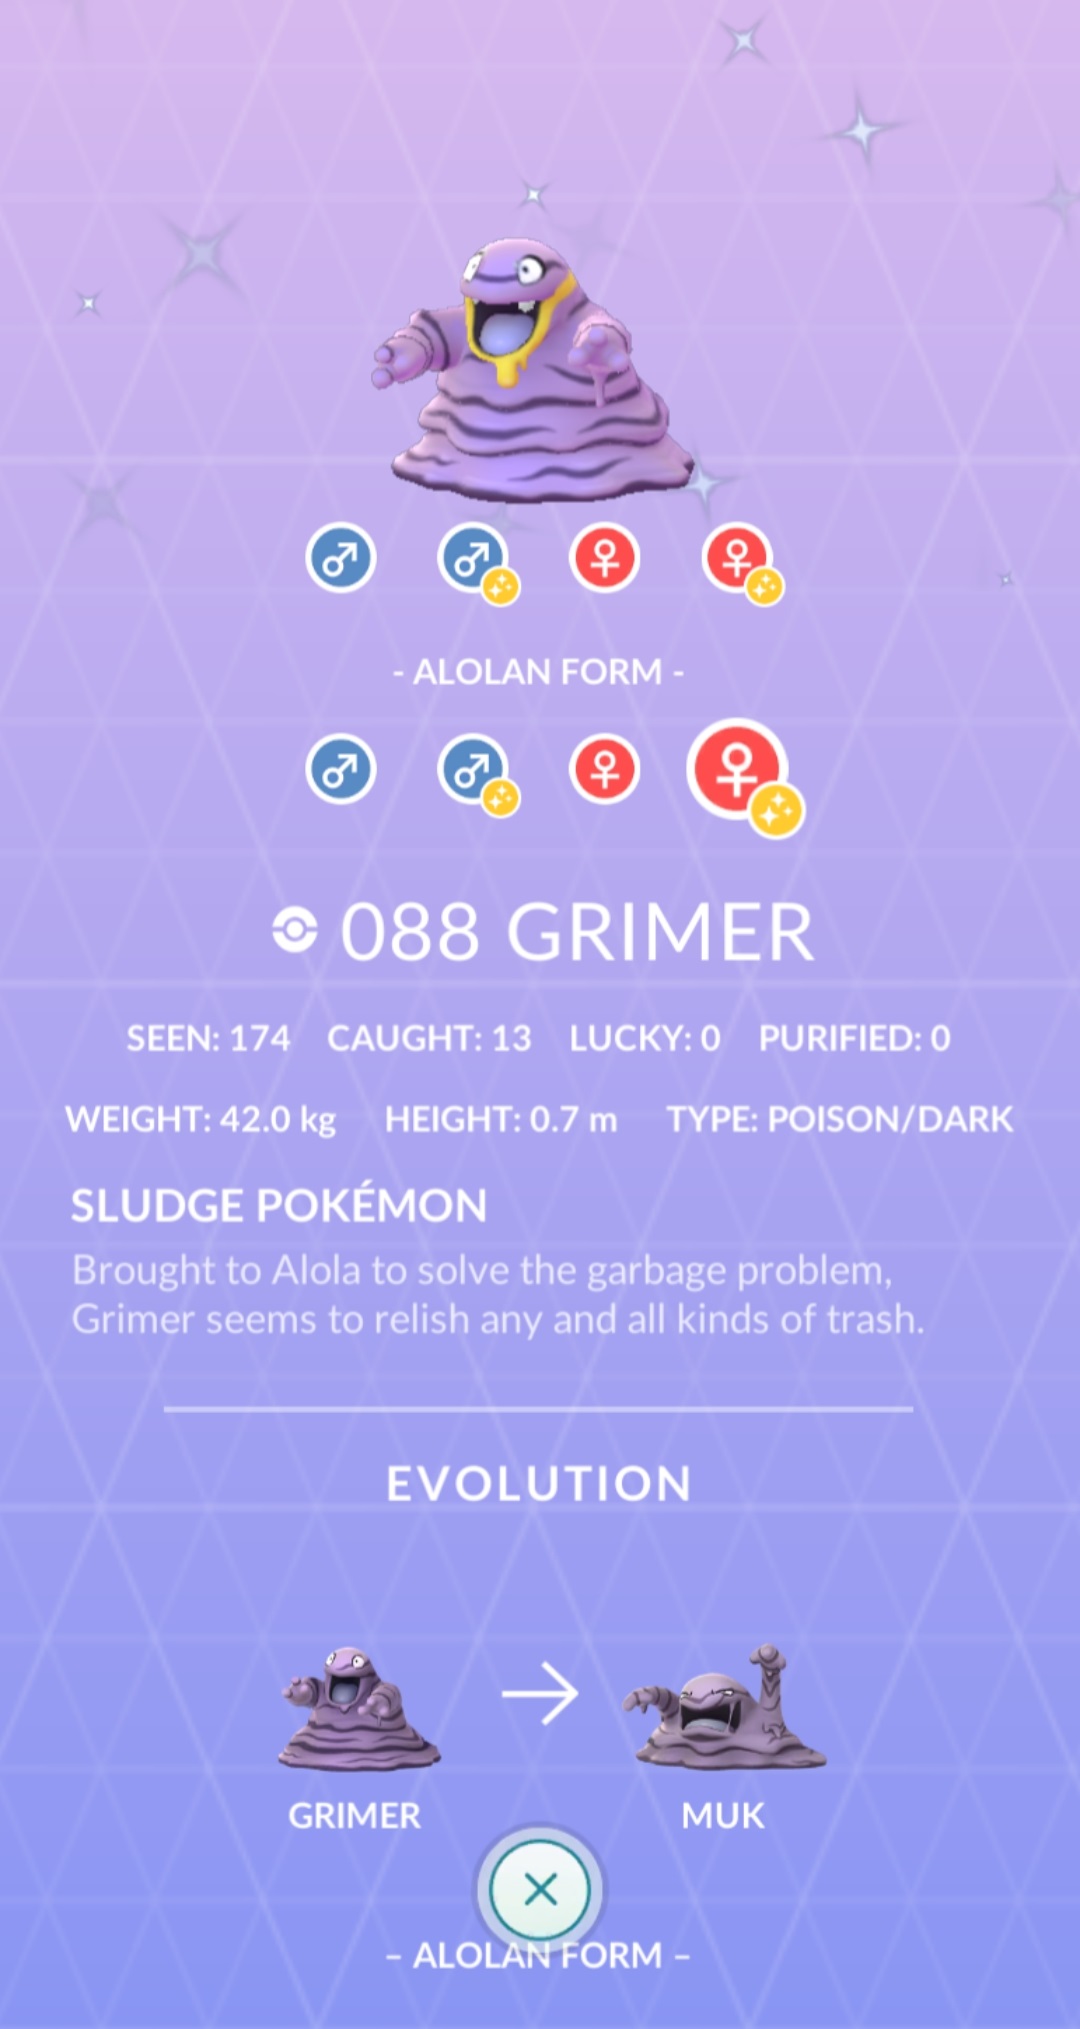 - ALOLAN FORM -
088 GRIMER
SEEN: 174 CAUGHT: 13 LUCKY: 0 PURIFIED: 0
WEIGHT: 42.0 kg HEIGHT: 0.7 m TYPE: POISON/DARK
SLUDGE POKÉMON
Brought to Alola to solve the garbage problem,
Grimer seems to relish any and all kinds of trash.
EVOLUTION
GRIMER MUK
– ALOLAN FORM –